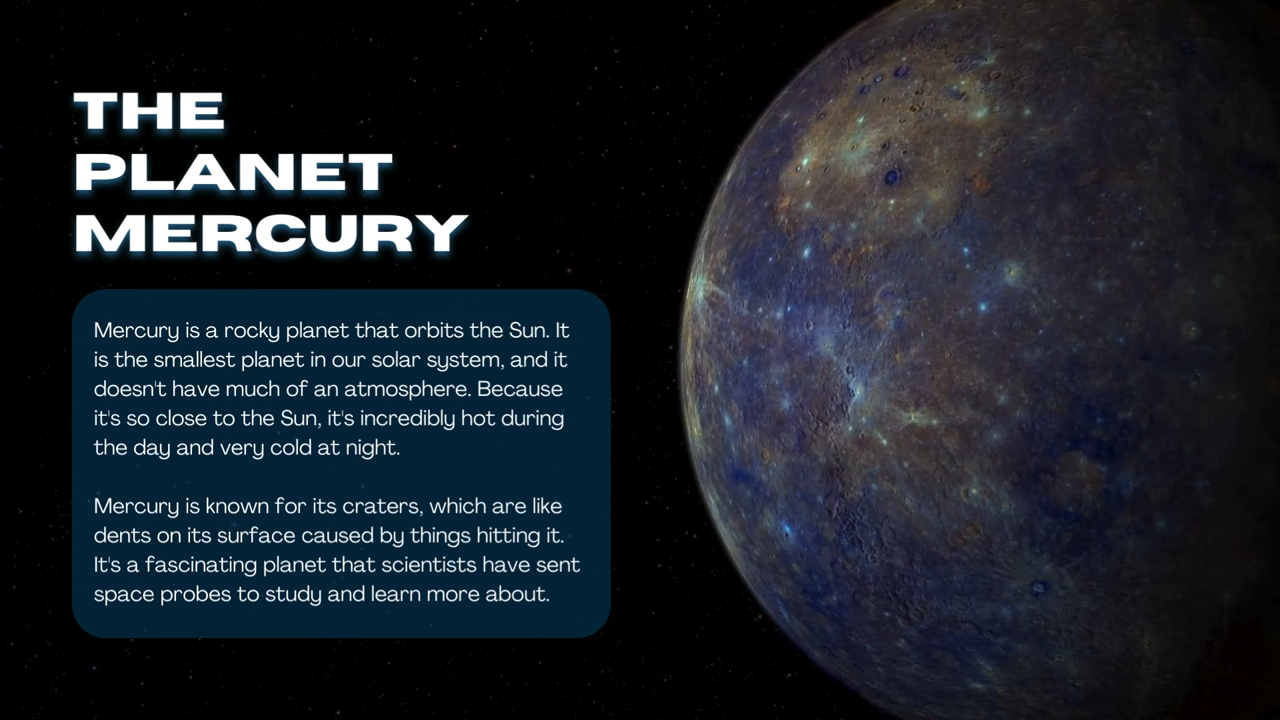 THE
PLANET
MERCURY
Mercury is a rocky planet that orbits the Sun. It
is the smallest planet in our solar system, and it
doesn't have much of an atmosphere. Because
it's so close to the Sun, it's incredibly hot during
the day and very cold at night.
Mercury is known for its craters, which are like
dents on its surface caused by things hitting it.
It's a fascinating planet that scientists have sent
space probes to study and learn more about.